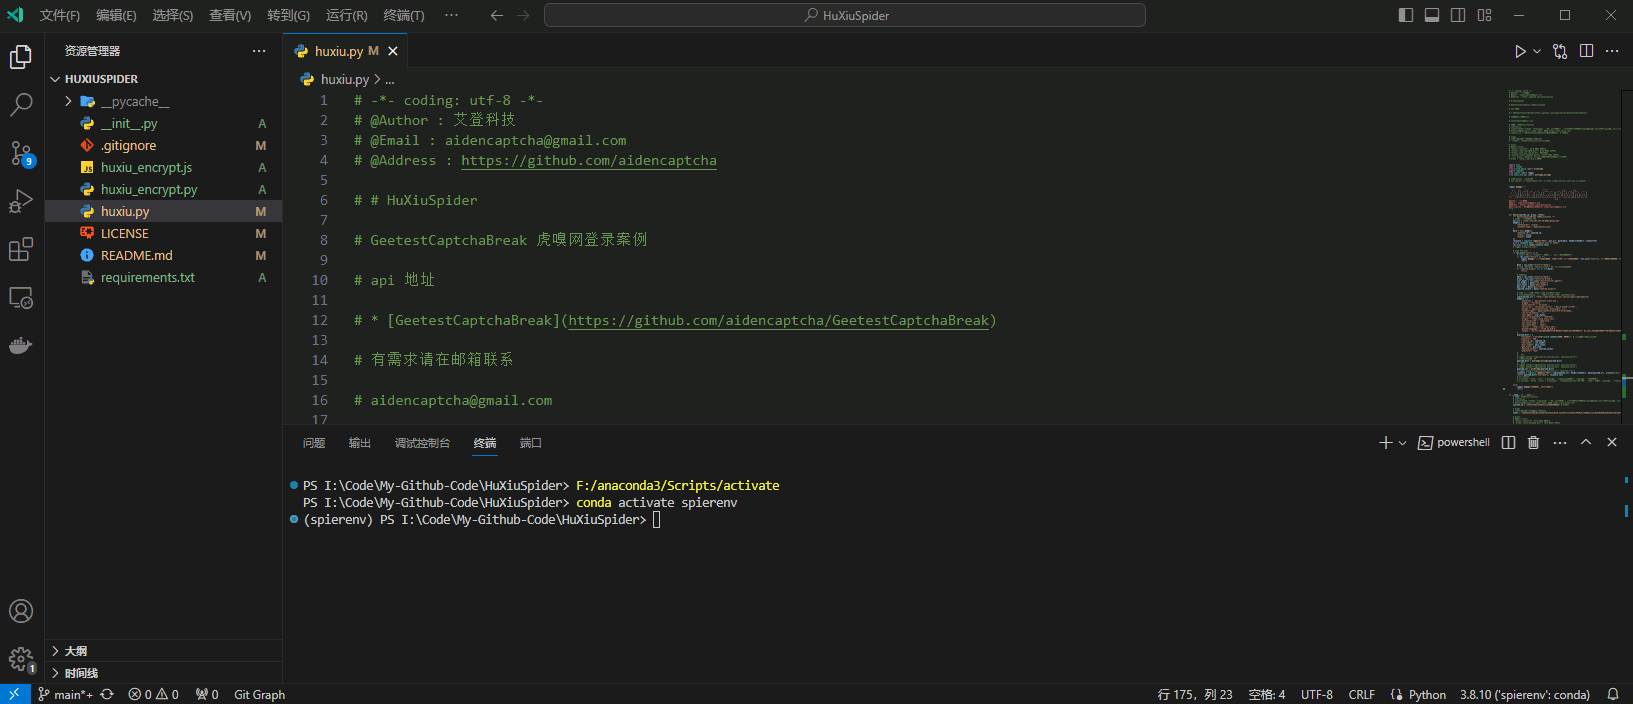 文件(F) 编辑(E) 选择(S) 查看(V) 转到(G) 运行(R) 终端(T) ··· HuXiuSpider
资源管理器 ···
HUXIUSPIDER
__pycache__
__init__.py A
.gitignore M
huxiu_encrypt.js A
huxiu_encrypt.py A
huxiu.py M
LICENSE M
README.md M
requirements.txt A
大纲
时间线
9
1
huxiu.py M
huxiu.py > ...
1 # -*- coding: utf-8 -*-
2 # @Author : 艾登科技
3 # @Email : aidencaptcha@gmail.com
4 # @Address : https://github.com/aidencaptcha
5
6 # # HuXiuSpider
7
8 # GeetestCaptchaBreak 虎嗅网登录案例
9
10 # api 地址
11
12 # * [GeetestCaptchaBreak](https://github.com/aidencaptcha/GeetestCaptchaBreak)
13
14 # 有需求请在邮箱联系
15
16 # aidencaptcha@gmail.com
17
AidenCaptcha
问题 输出 调试控制台 终端 端口 powershell
PS I:\Code\My-Github-Code\HuXiuSpider> F:/anaconda3/Scripts/activate
PS I:\Code\My-Github-Code\HuXiuSpider> conda activate spierenv
(spierenv) PS I:\Code\My-Github-Code\HuXiuSpider>
main*+ 0 0 0 Git Graph 行 175，列 23 空格: 4 UTF-8 CRLF Python 3.8.10 ('spierenv': conda)